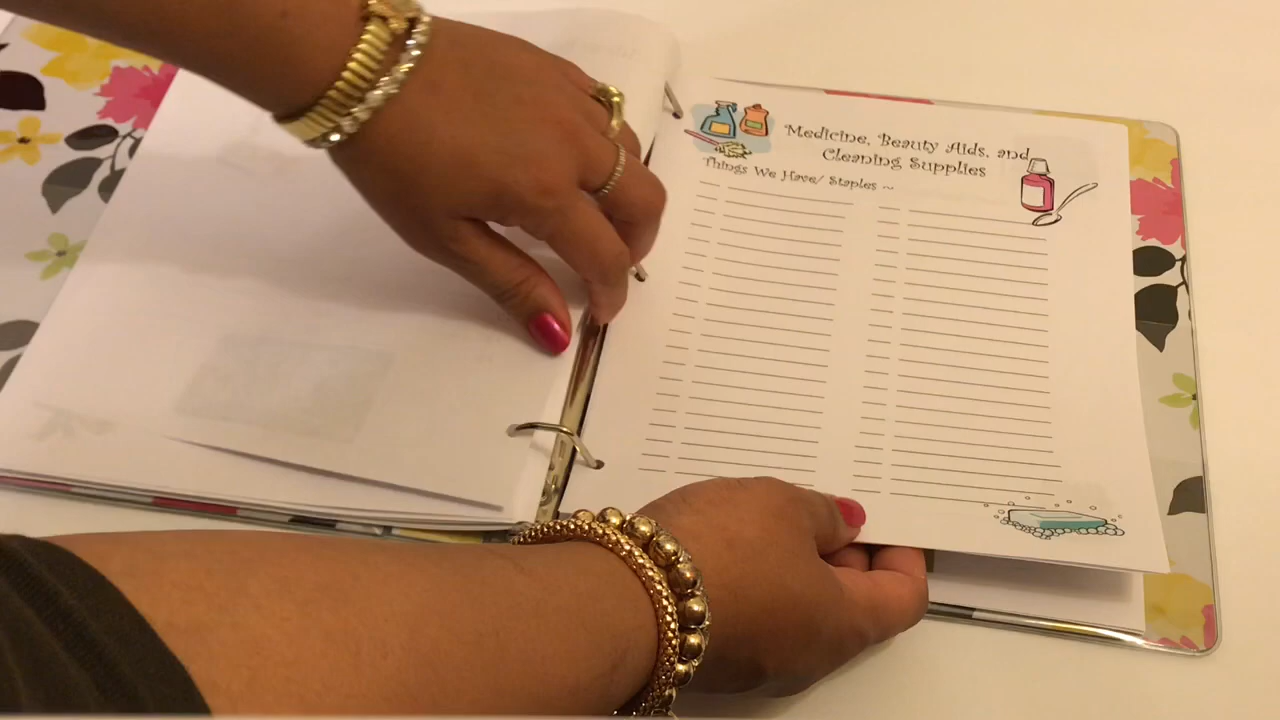 Medicine, Beauty Aids, and
Cleaning Supplies
Things We Have/ Staples ~